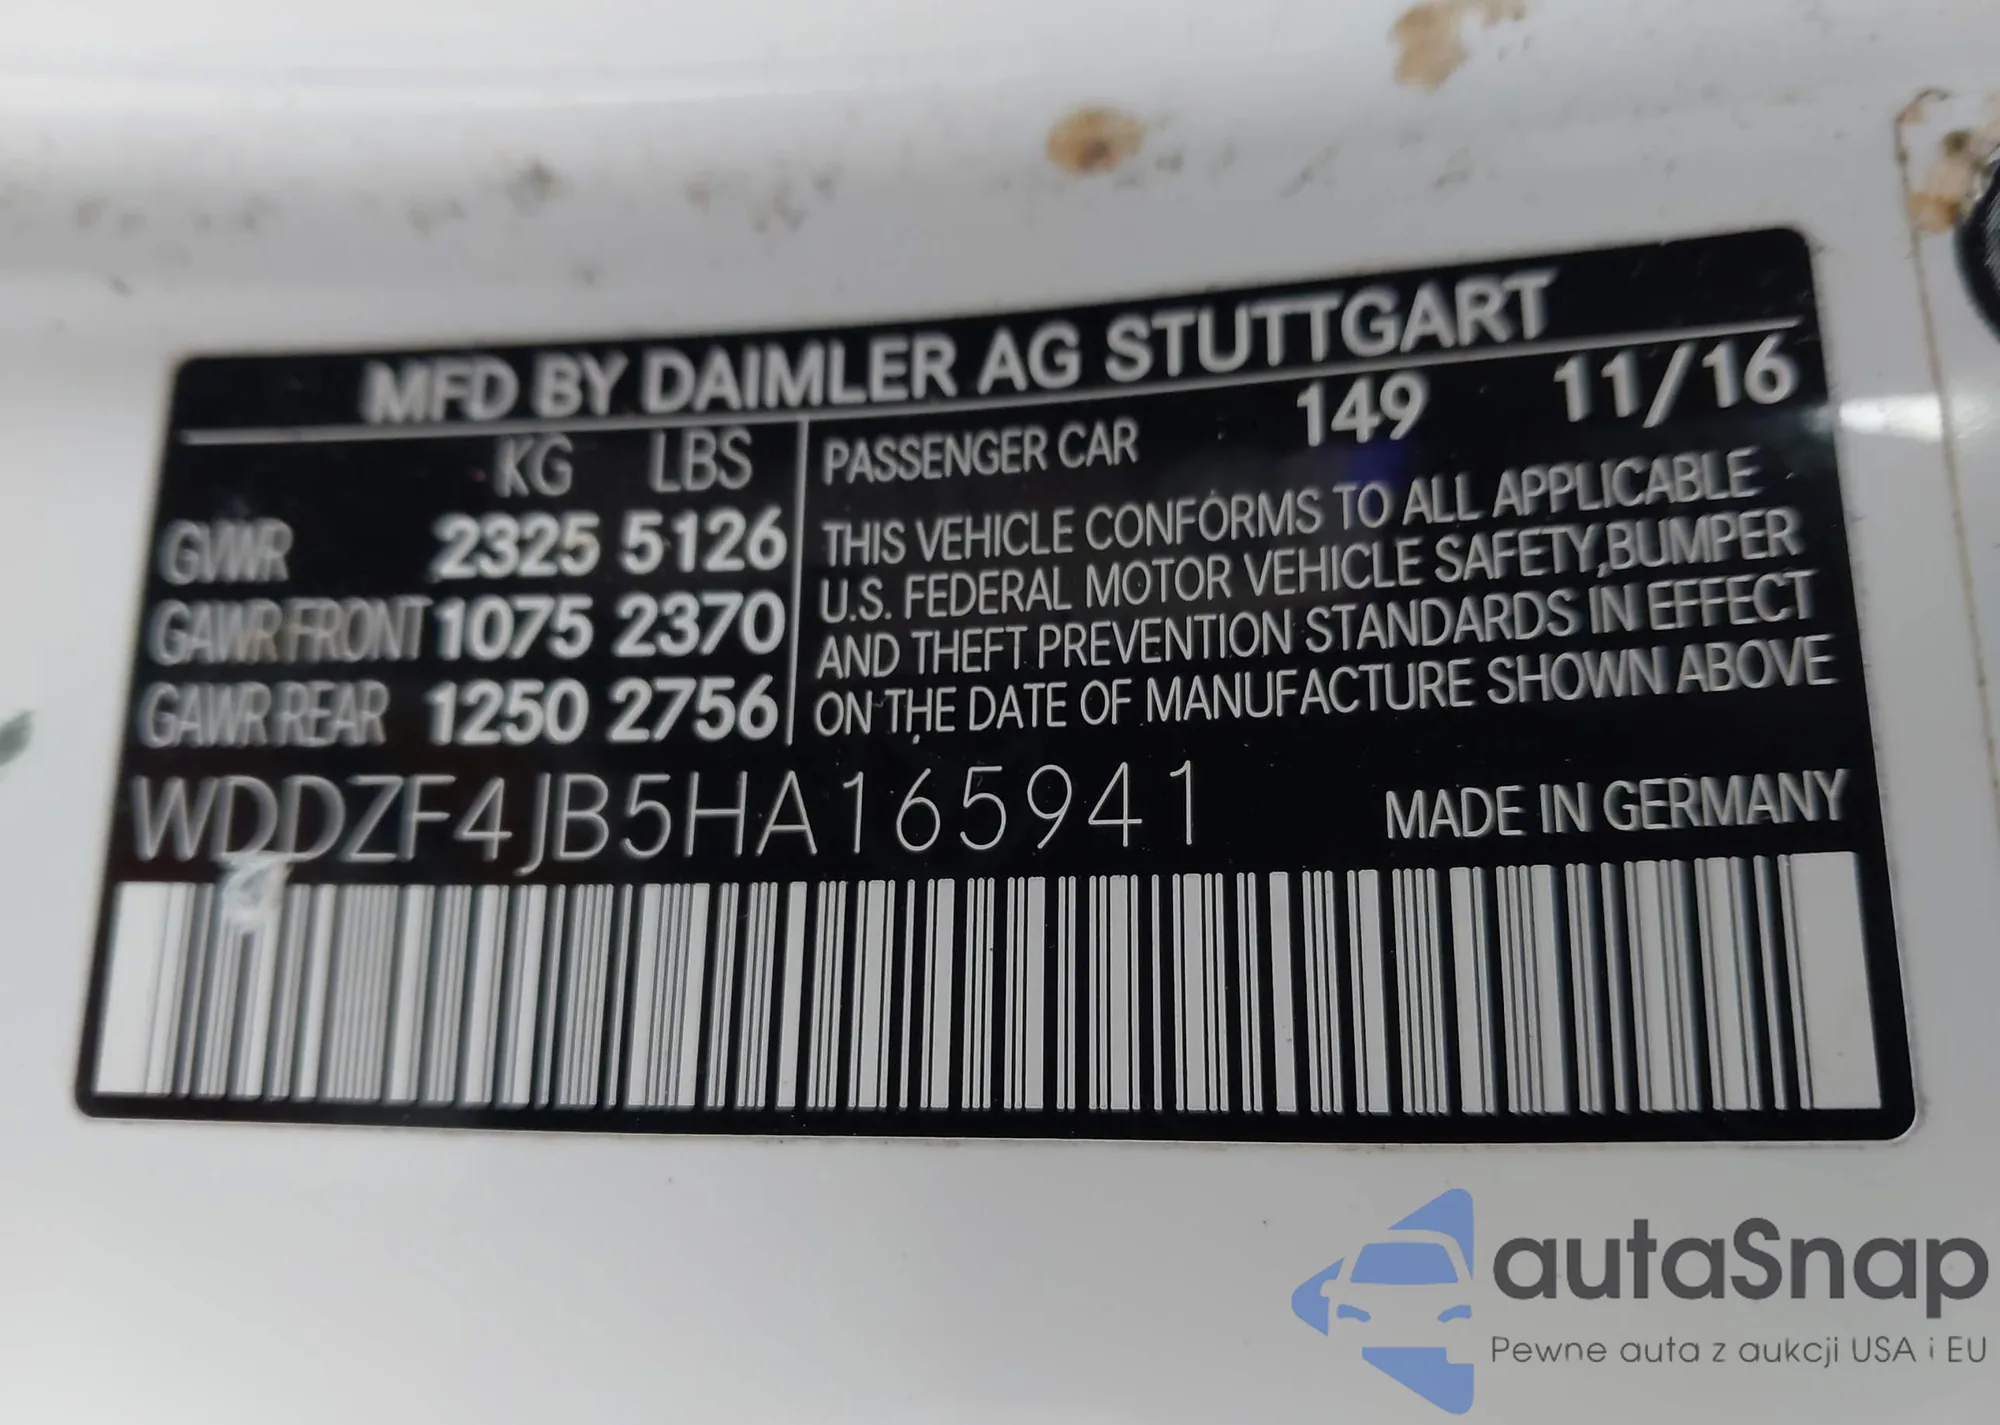 MFD BY DAIMLER AG STUTTGART
KG LBS
GVWR 2325 5126
GAWR FRONT 1075 2370
GAWR REAR 1250 2756
PASSENGER CAR 149 11/16
THIS VEHICLE CONFORMS TO ALL APPLICABLE
U.S. FEDERAL MOTOR VEHICLE SAFETY,BUMPER
AND THEFT PREVENTION STANDARDS IN EFFECT
ON THE DATE OF MANUFACTURE SHOWN ABOVE
WDDZF4JB5HA165941 MADE IN GERMANY
autaSnap
Pewne auta z aukcji USA i EU